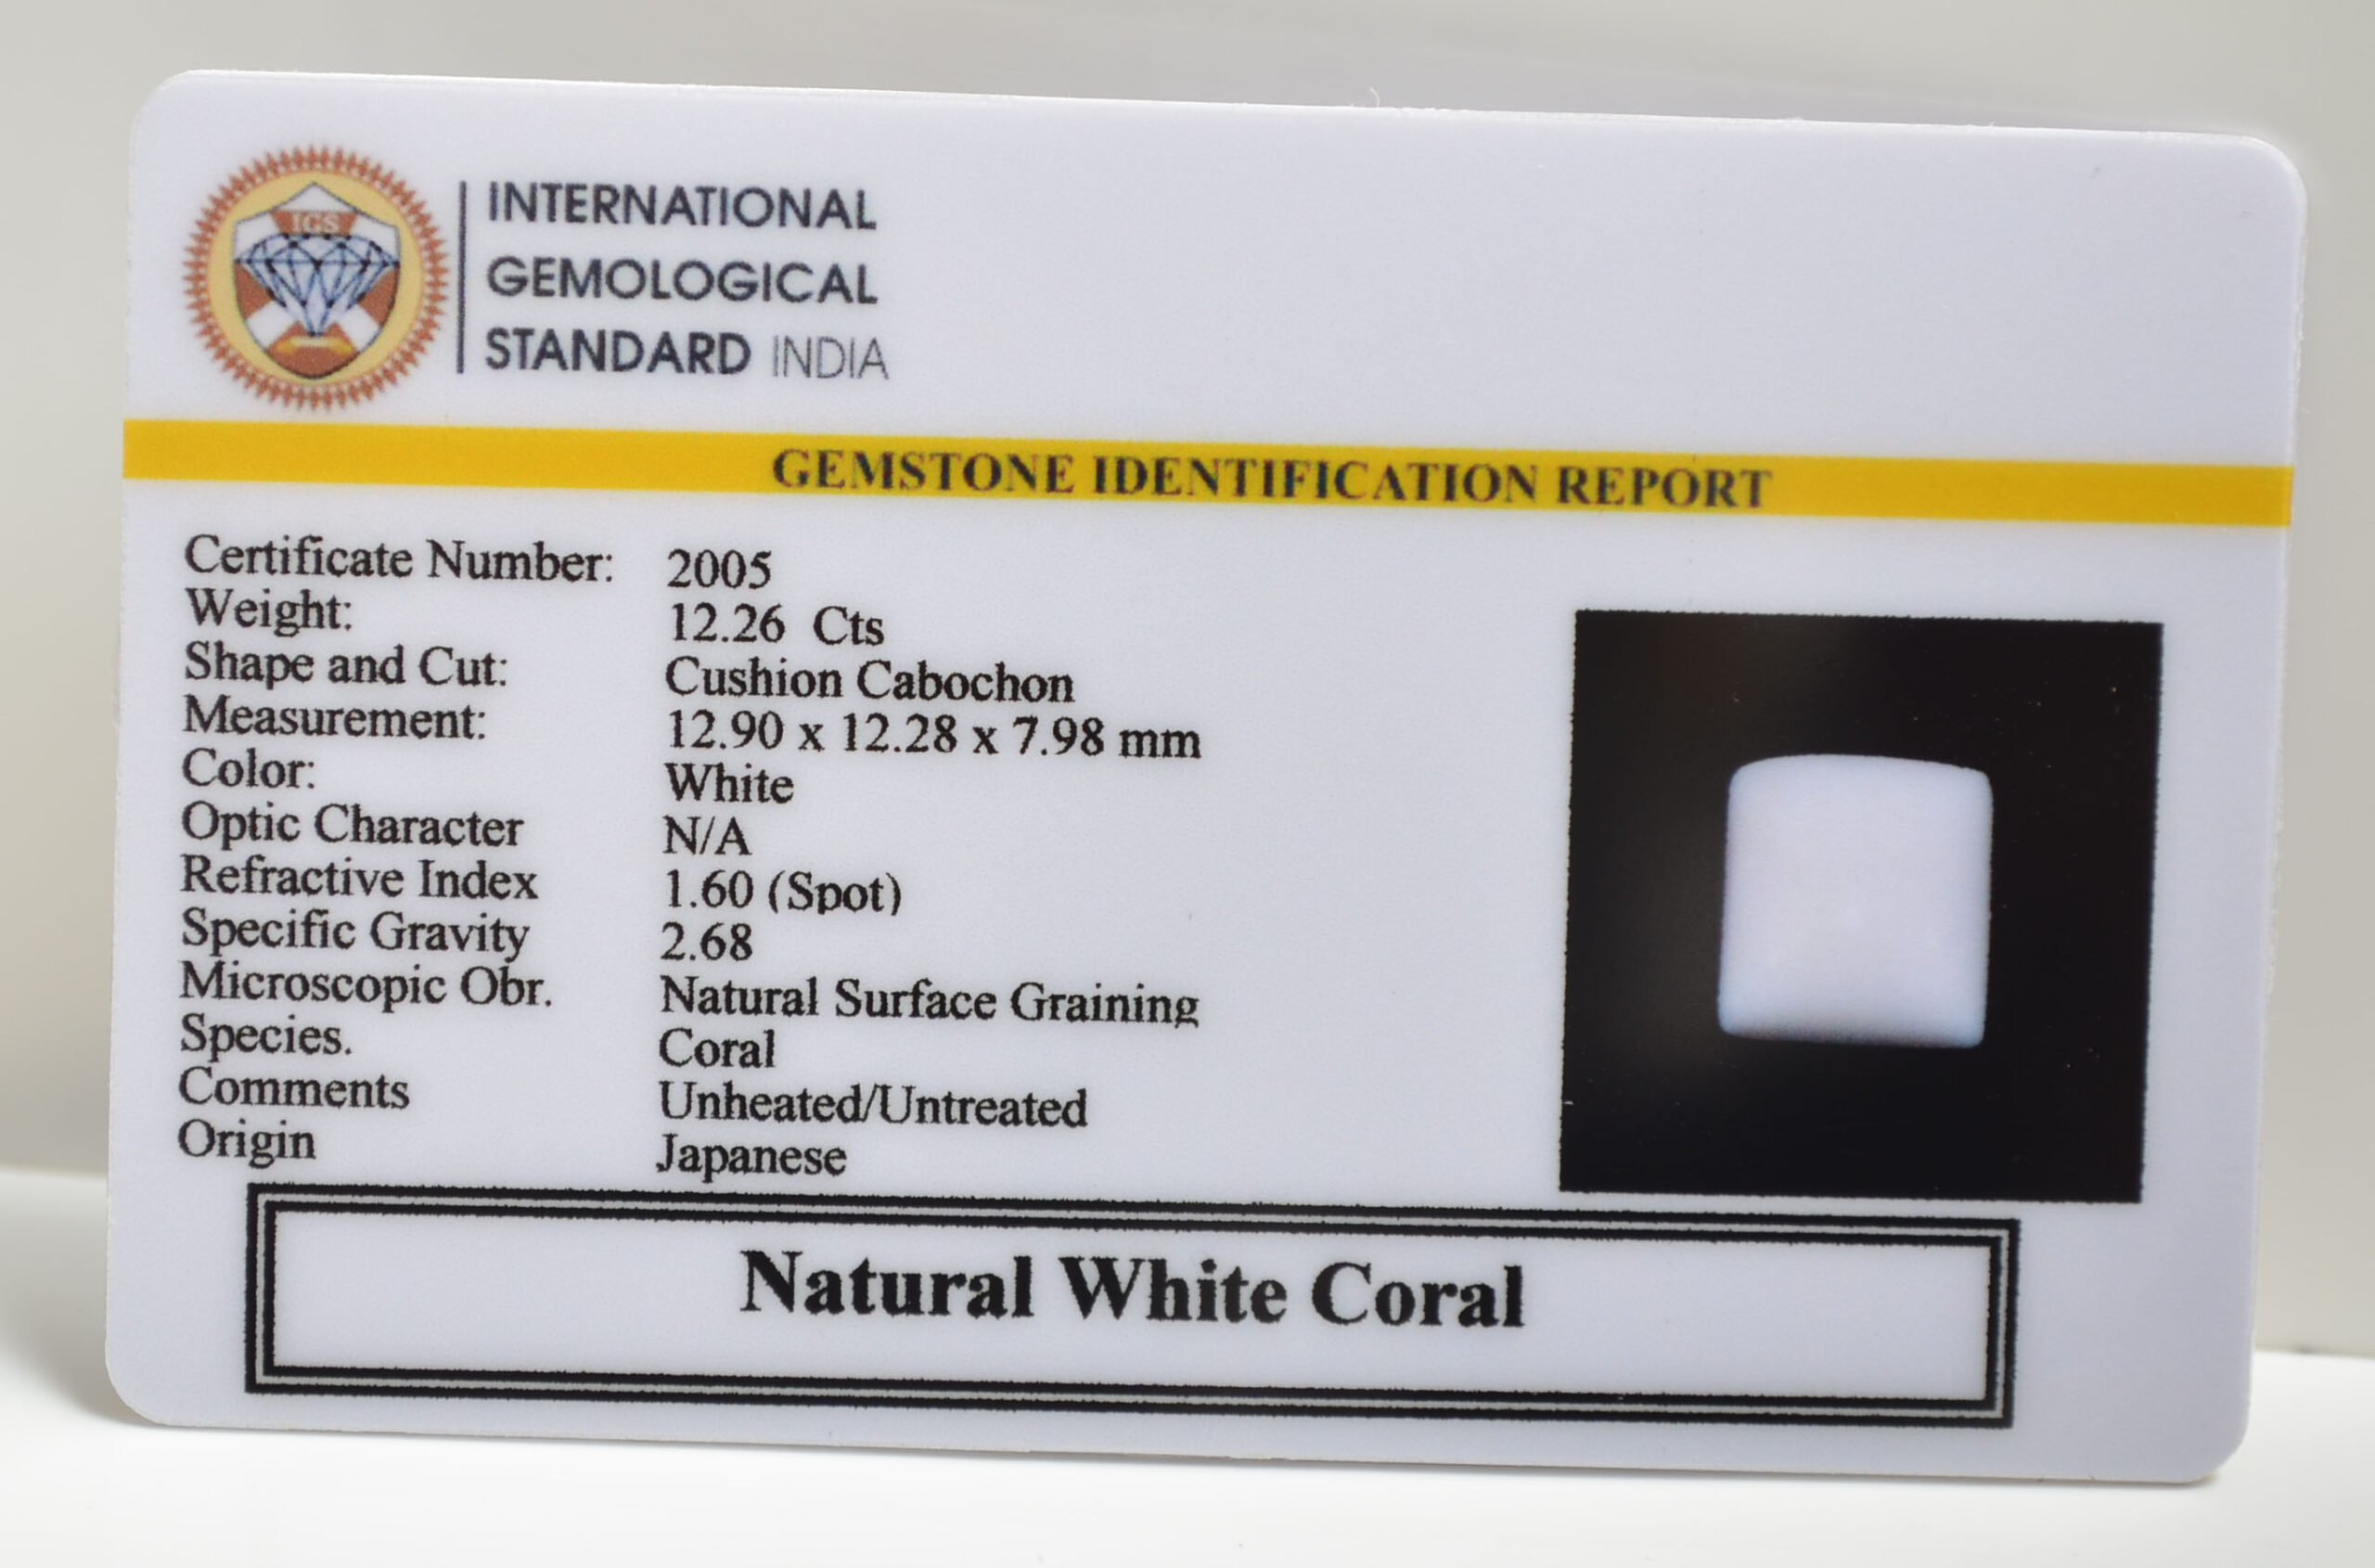 IGS
INTERNATIONAL
GEMOLOGICAL
STANDARD INDIA
GEMSTONE IDENTIFICATION REPORT
Certificate Number: 2005
Weight: 12.26 Cts
Shape and Cut: Cushion Cabochon
Measurement: 12.90 x 12.28 x 7.98 mm
Color: White
Optic Character N/A
Refractive Index 1.60 (Spot)
Specific Gravity 2.68
Microscopic Obr. Natural Surface Graining
Species. Coral
Comments Unheated/Untreated
Origin Japanese
Natural White Coral